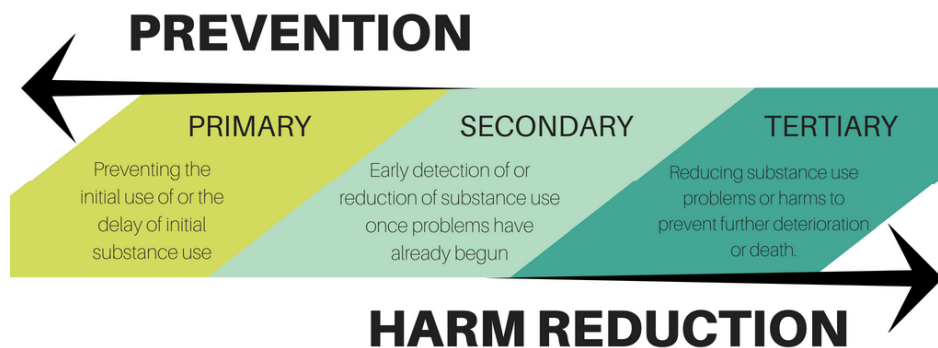 PREVENTION
PRIMARY
Preventing the
initial use of or the
delay of initial
substance use
SECONDARY
Early detection of or
reduction of substance use
once problems have
already begun
TERTIARY
Reducing substance use
problems or harms to
prevent further deterioration
or death.
HARM REDUCTION